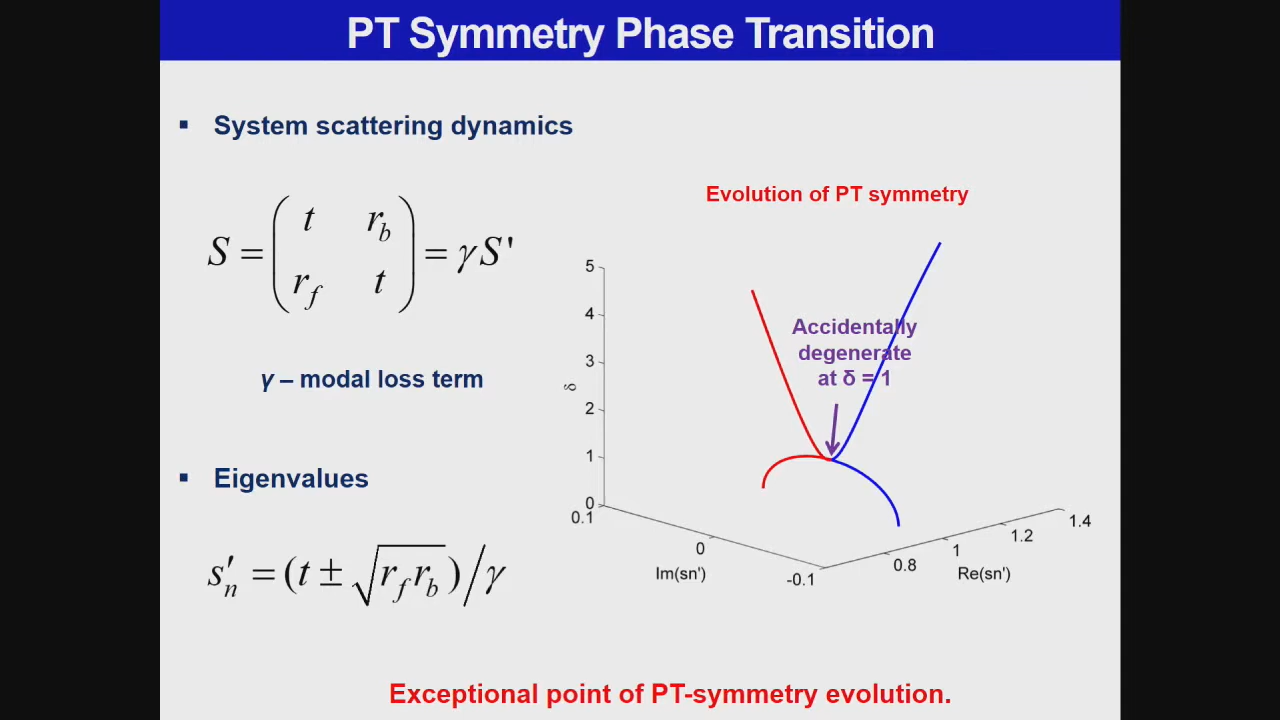 PT Symmetry Phase Transition
▪ System scattering dynamics
S = ( t r_b ; r_f t ) = γS'
γ – modal loss term
▪ Eigenvalues
s'_n = (t ± √(r_f r_b)) / γ
Evolution of PT symmetry
5
4
3
2
1
0
δ
Accidentally
degenerate
at δ = 1
0.1
0
-0.1
Im(sn')
0.8
1
1.2
1.4
Re(sn')
Exceptional point of PT-symmetry evolution.